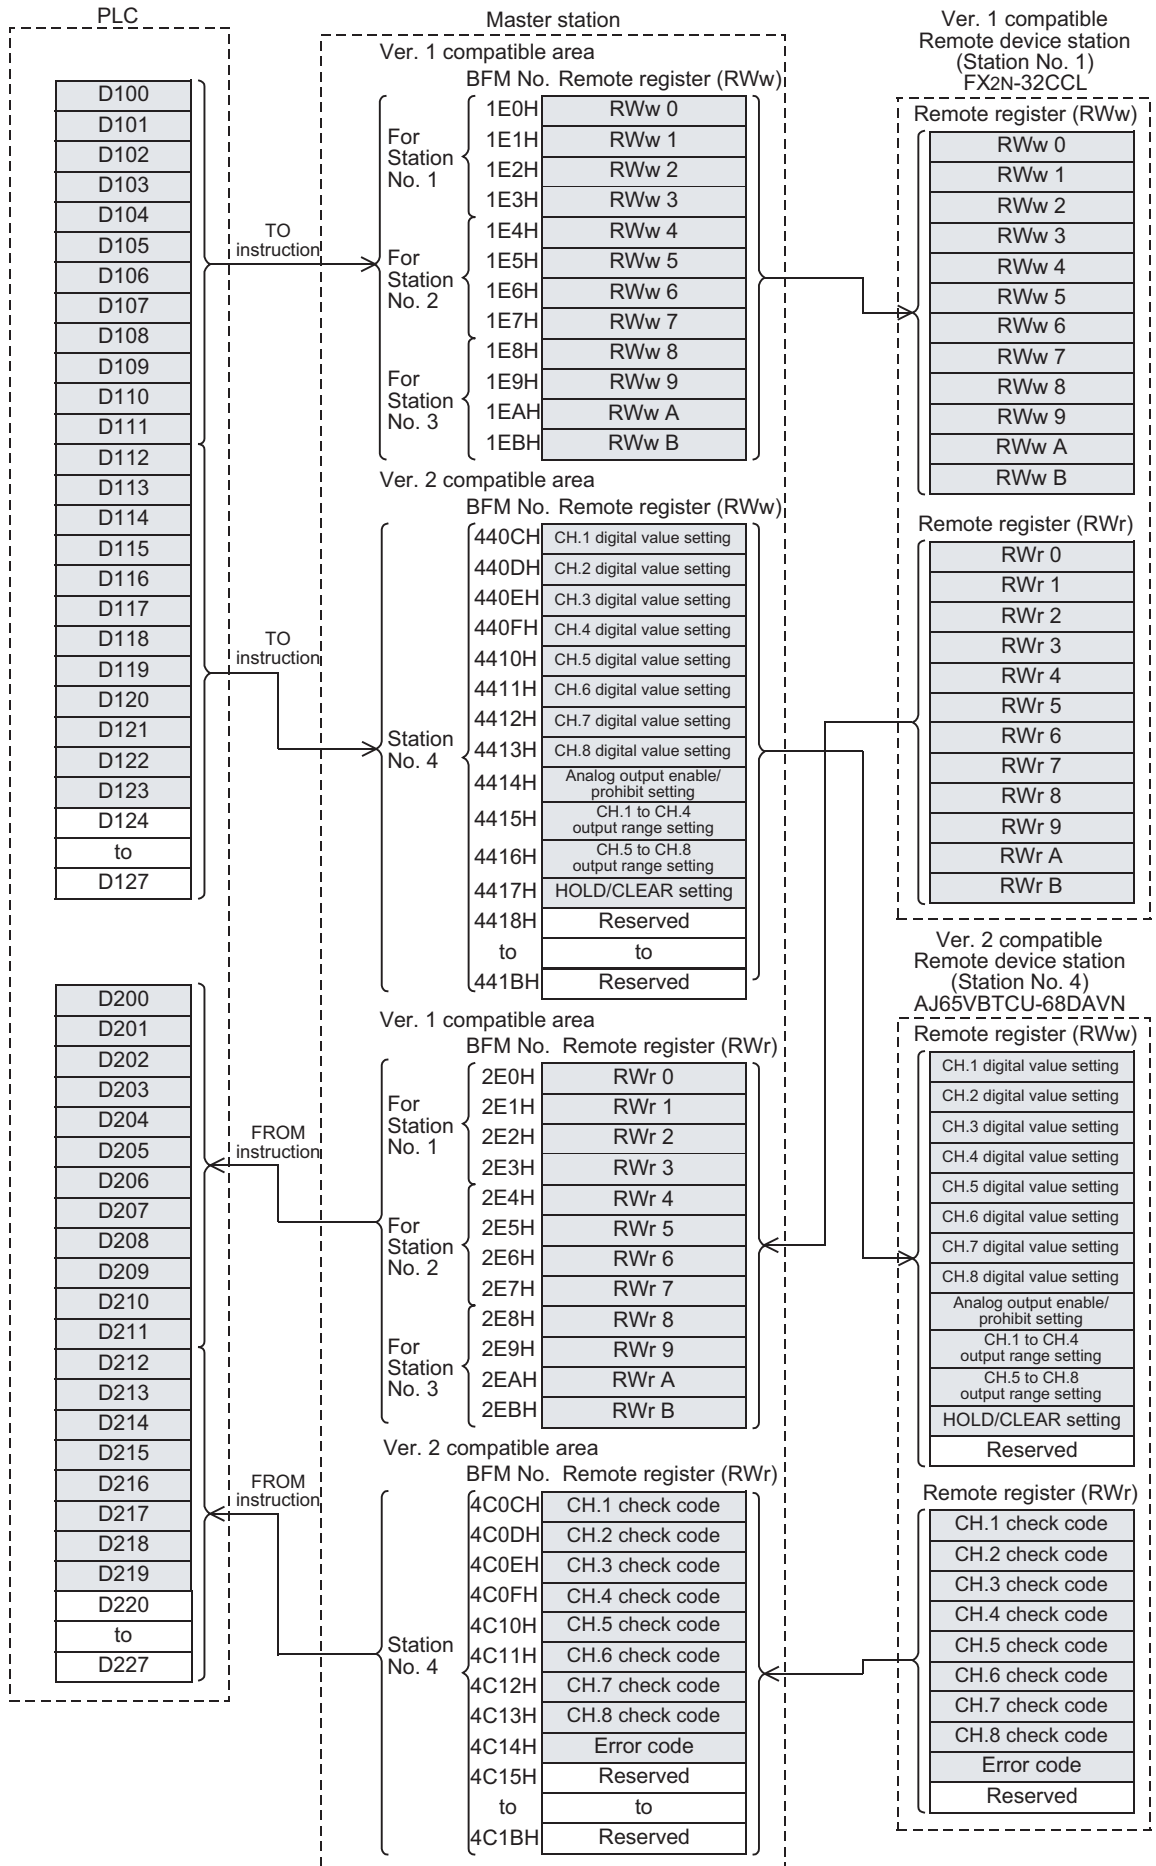 PLC
D100
D101
D102
D103
D104
D105
D106
D107
D108
D109
D110
D111
D112
D113
D114
D115
D116
D117
D118
D119
D120
D121
D122
D123
D124
to
D127
D200
D201
D202
D203
D204
D205
D206
D207
D208
D209
D210
D211
D212
D213
D214
D215
D216
D217
D218
D219
D220
to
D227
TO
instruction
TO
instruction
FROM
instruction
FROM
instruction
Master station
Ver. 1 compatible area
BFM No. Remote register (RWw)
For
Station
No. 1
1E0H RWw 0
1E1H RWw 1
1E2H RWw 2
1E3H RWw 3
For
Station
No. 2
1E4H RWw 4
1E5H RWw 5
1E6H RWw 6
1E7H RWw 7
For
Station
No. 3
1E8H RWw 8
1E9H RWw 9
1EAH RWw A
1EBH RWw B
Ver. 2 compatible area
BFM No. Remote register (RWw)
Station
No. 4
440CH CH.1 digital value setting
440DH CH.2 digital value setting
440EH CH.3 digital value setting
440FH CH.4 digital value setting
4410H CH.5 digital value setting
4411H CH.6 digital value setting
4412H CH.7 digital value setting
4413H CH.8 digital value setting
4414H Analog output enable/
prohibit setting
4415H CH.1 to CH.4
output range setting
4416H CH.5 to CH.8
output range setting
4417H HOLD/CLEAR setting
4418H Reserved
to to
441BH Reserved
Ver. 1 compatible area
BFM No. Remote register (RWr)
For
Station
No. 1
2E0H RWr 0
2E1H RWr 1
2E2H RWr 2
2E3H RWr 3
For
Station
No. 2
2E4H RWr 4
2E5H RWr 5
2E6H RWr 6
2E7H RWr 7
For
Station
No. 3
2E8H RWr 8
2E9H RWr 9
2EAH RWr A
2EBH RWr B
Ver. 2 compatible area
BFM No. Remote register (RWr)
Station
No. 4
4C0CH CH.1 check code
4C0DH CH.2 check code
4C0EH CH.3 check code
4C0FH CH.4 check code
4C10H CH.5 check code
4C11H CH.6 check code
4C12H CH.7 check code
4C13H CH.8 check code
4C14H Error code
4C15H Reserved
to to
4C1BH Reserved
Ver. 1 compatible
Remote device station
(Station No. 1)
FX2N-32CCL
Remote register (RWw)
RWw 0
RWw 1
RWw 2
RWw 3
RWw 4
RWw 5
RWw 6
RWw 7
RWw 8
RWw 9
RWw A
RWw B
Remote register (RWr)
RWr 0
RWr 1
RWr 2
RWr 3
RWr 4
RWr 5
RWr 6
RWr 7
RWr 8
RWr 9
RWr A
RWr B
Ver. 2 compatible
Remote device station
(Station No. 4)
AJ65VBTCU-68DAVN
Remote register (RWw)
CH.1 digital value setting
CH.2 digital value setting
CH.3 digital value setting
CH.4 digital value setting
CH.5 digital value setting
CH.6 digital value setting
CH.7 digital value setting
CH.8 digital value setting
Analog output enable/
prohibit setting
CH.1 to CH.4
output range setting
CH.5 to CH.8
output range setting
HOLD/CLEAR setting
Reserved
Remote register (RWr)
CH.1 check code
CH.2 check code
CH.3 check code
CH.4 check code
CH.5 check code
CH.6 check code
CH.7 check code
CH.8 check code
Error code
Reserved